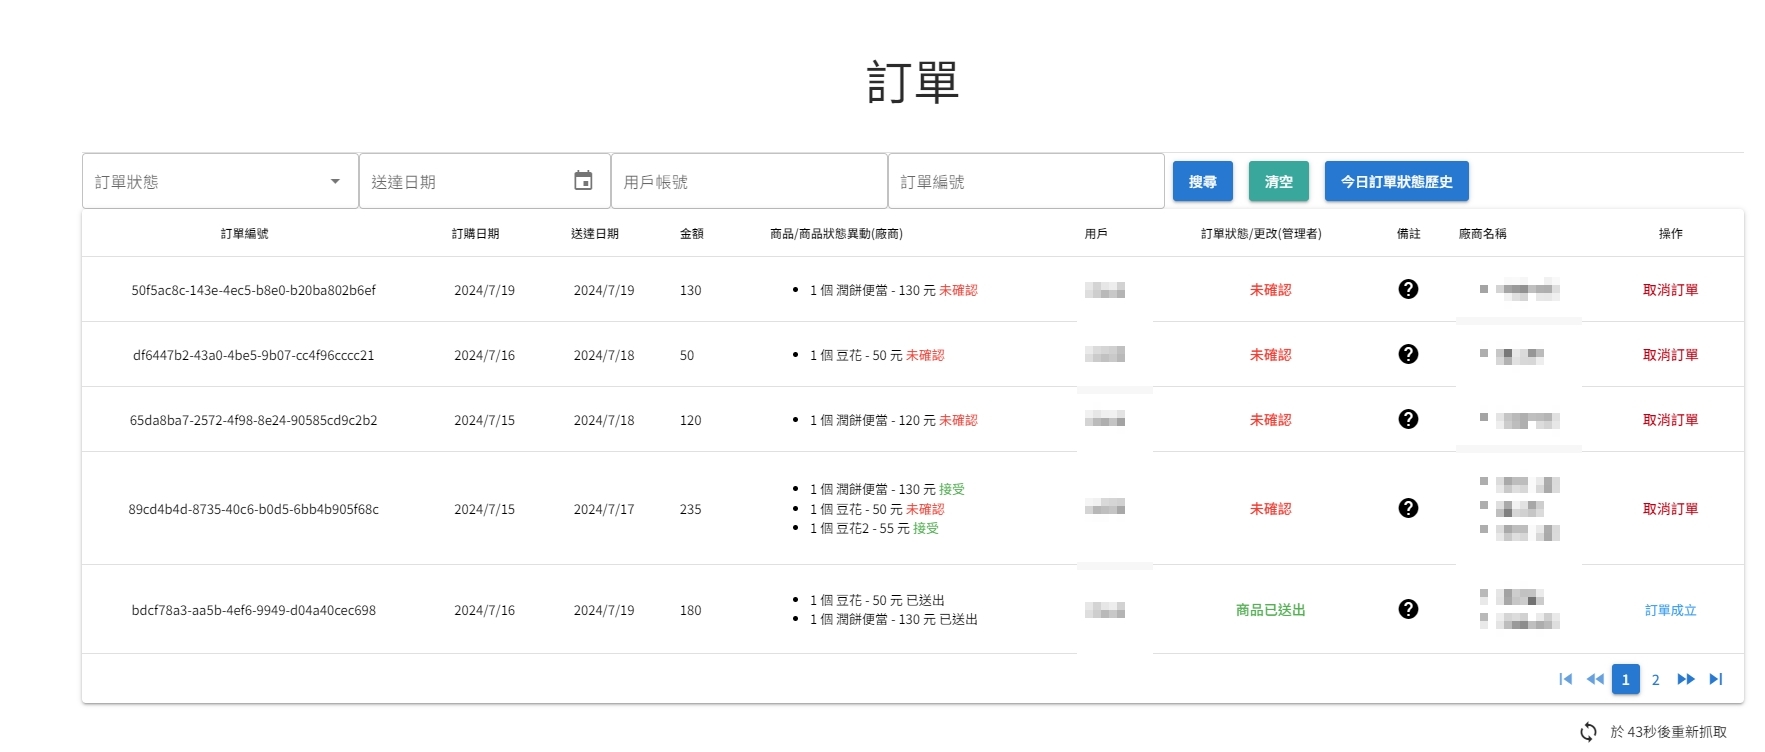 訂單
訂單狀態 送達日期 用戶帳號 訂單編號 搜尋 清空 今日訂單狀態歷史
訂單編號 訂購日期 送達日期 金額 商品/商品狀態異動(廠商) 用戶 訂單狀態/更改(管理者) 備註 廠商名稱 操作
50f5ac8c-143e-4ec5-b8e0-b20ba802b6ef 2024/7/19 2024/7/19 130 1 個 潤餅便當 - 130 元 未確認 未確認 取消訂單
df6447b2-43a0-4be5-9b07-cc4f96cccc21 2024/7/16 2024/7/18 50 1 個 豆花 - 50 元 未確認 未確認 取消訂單
65da8ba7-2572-4f98-8e24-90585cd9c2b2 2024/7/15 2024/7/18 120 1 個 潤餅便當 - 120 元 未確認 未確認 取消訂單
1 個 潤餅便當 - 130 元 接受
89cd4b4d-8735-40c6-b0d5-6bb4b905f68c 2024/7/15 2024/7/17 235 1 個 豆花 - 50 元 未確認 未確認 取消訂單
1 個 豆花2 - 55 元 接受
1 個 豆花 - 50 元 已送出
bdcf78a3-aa5b-4ef6-9949-d04a40cec698 2024/7/16 2024/7/19 180 商品已送出 訂單成立
1 個 潤餅便當 - 130 元 已送出
1 2
於 43秒後重新抓取